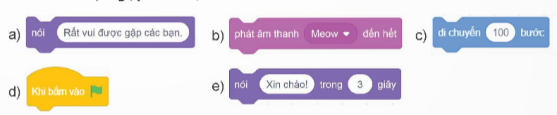 a) nói Rất vui được gặp các bạn. b) phát âm thanh Meow dến hết c) di chuyển 100 bước
d) Khi bấm vào e) nói Xin chào! trong 3 giây